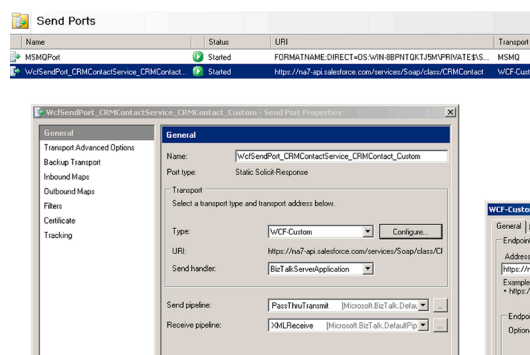 Send Ports
Name Status URI Transport
MSMQPort Started FORMATNAME:DIRECT=OS:WIN-8BPNTQKTJ5M\PRIVATE$\S... MSMQ
WcfSendPort_CRMContactService_CRMContact... Started https://na7-api.salesforce.com/services/Soap/class/CRMContact WCF-Cust
WcfSendPort_CRMContactService_CRMContact_Custom - Send Port Properties
General
Transport Advanced Options
Backup Transport
Inbound Maps
Outbound Maps
Filters
Certificate
Tracking
General
Name: WcfSendPort_CRMContactService_CRMContact_Custom
Port type: Static Solicit-Response
Transport
Select a transport type and transport address below.
Type: WCF-Custom Configure...
URI: https://na7-api.salesforce.com/services/Soap/class/CR
Send handler: BizTalkServerApplication
Send pipeline: PassThruTransmit [Microsoft.BizTalk.Defau ...
Receive pipeline: XMLReceive [Microsoft.BizTalk.DefaultPip ...
WCF-Custo
General
Endpoin
Address
https://n
Example
• https:/
Endpoi
Option